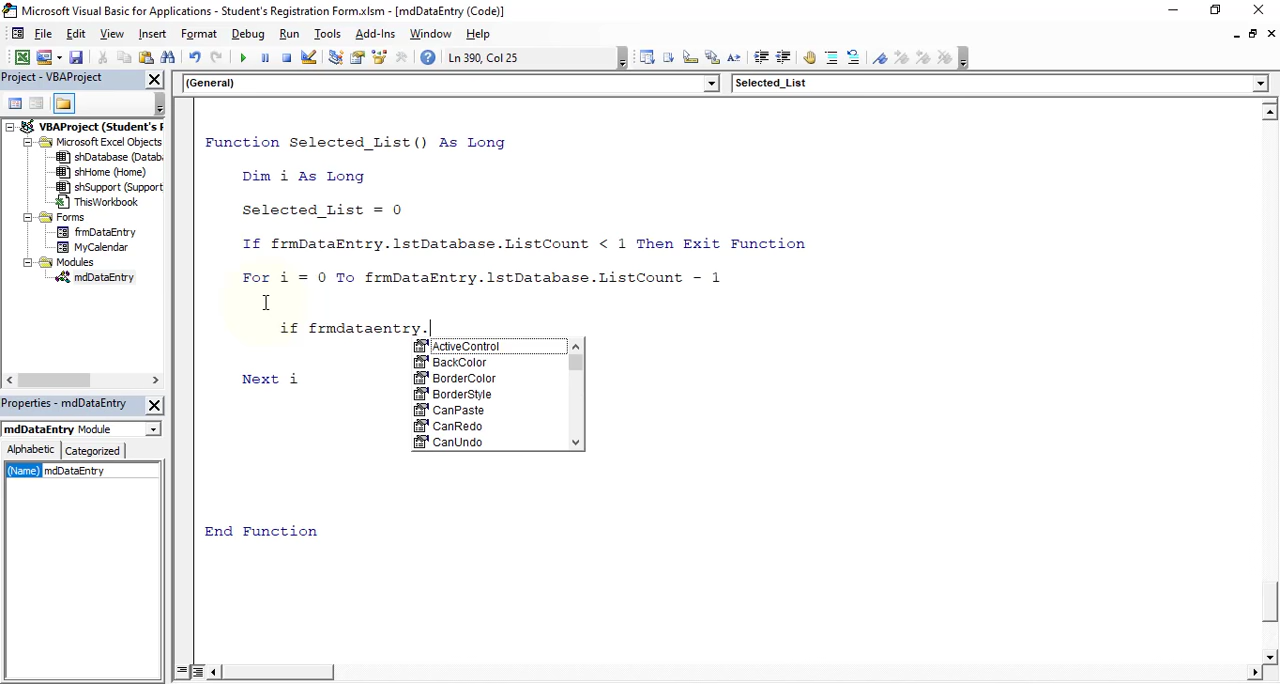 Microsoft Visual Basic for Applications - Student's Registration Form.xlsm - [mdDataEntry (Code)]
File Edit View Insert Format Debug Run Tools Add-Ins Window Help
Ln 390, Col 25
Project - VBAProject
(General)
Selected_List
VBAProject (Student's F
Microsoft Excel Objects
shDatabase (Databa
shHome (Home)
shSupport (Support
ThisWorkbook
Forms
frmDataEntry
MyCalendar
Modules
mdDataEntry
Properties - mdDataEntry
mdDataEntry Module
Alphabetic Categorized
(Name) mdDataEntry
Function Selected_List() As Long
Dim i As Long
Selected_List = 0
If frmDataEntry.lstDatabase.ListCount < 1 Then Exit Function
For i = 0 To frmDataEntry.lstDatabase.ListCount - 1
if frmdataentry.
ActiveControl
BackColor
BorderColor
BorderStyle
CanPaste
CanRedo
CanUndo
Next i
End Function